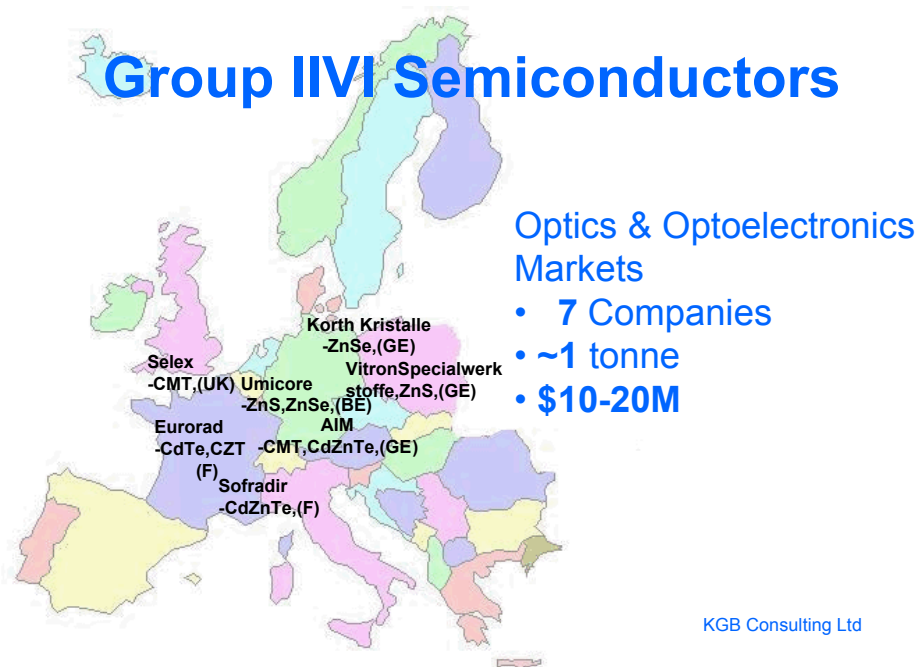 Group IIVI Semiconductors
Optics & Optoelectronics
Markets
• 7 Companies
• ~1 tonne
• $10-20M
Korth Kristalle
-ZnSe,(GE)
Selex
-CMT,(UK)
VitronSpecialwerk
stoffe,ZnS,(GE)
Umicore
-ZnS,ZnSe,(BE)
Eurorad
-CdTe,CZT
(F)
AIM
-CMT,CdZnTe,(GE)
Sofradir
-CdZnTe,(F)
KGB Consulting Ltd